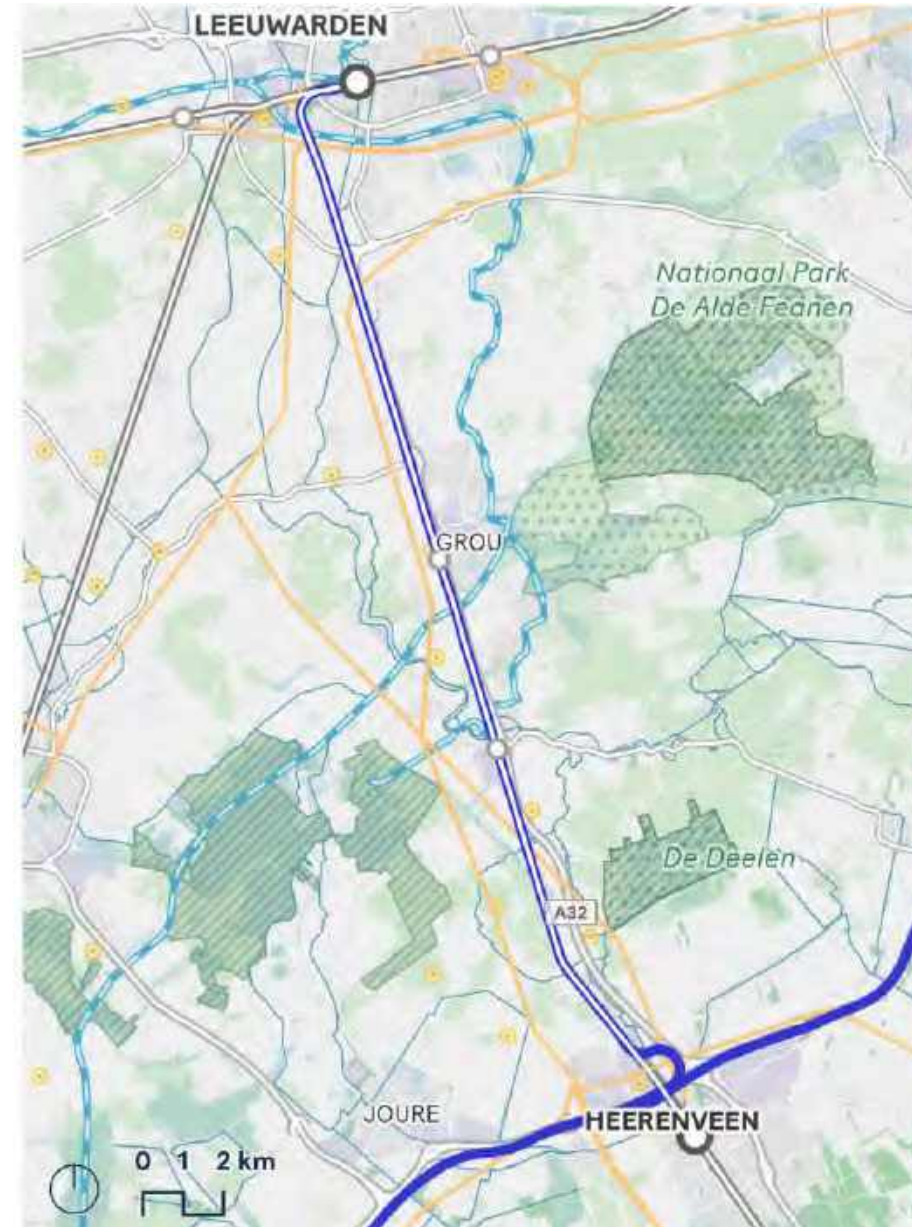 LEEUWARDEN
Nationaal Park
De Alde Feanen
GROU
De Deelen
A32
JOURE
HEERENVEEN
0 1 2 km